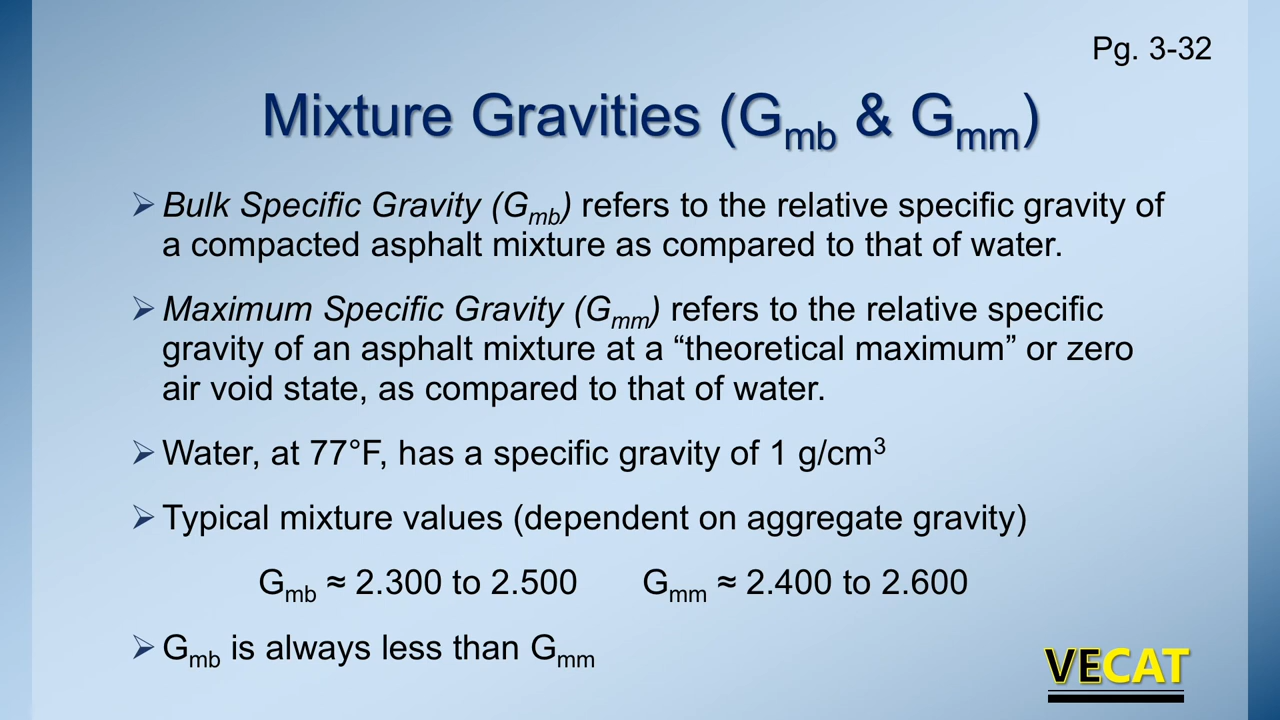 Pg. 3-32
Mixture Gravities (Gmb & Gmm)
➢ Bulk Specific Gravity (Gmb) refers to the relative specific gravity of
a compacted asphalt mixture as compared to that of water.
➢ Maximum Specific Gravity (Gmm) refers to the relative specific
gravity of an asphalt mixture at a “theoretical maximum” or zero
air void state, as compared to that of water.
➢ Water, at 77°F, has a specific gravity of 1 g/cm³
➢ Typical mixture values (dependent on aggregate gravity)
Gmb ≈ 2.300 to 2.500 Gmm ≈ 2.400 to 2.600
➢ Gmb is always less than Gmm
VECAT